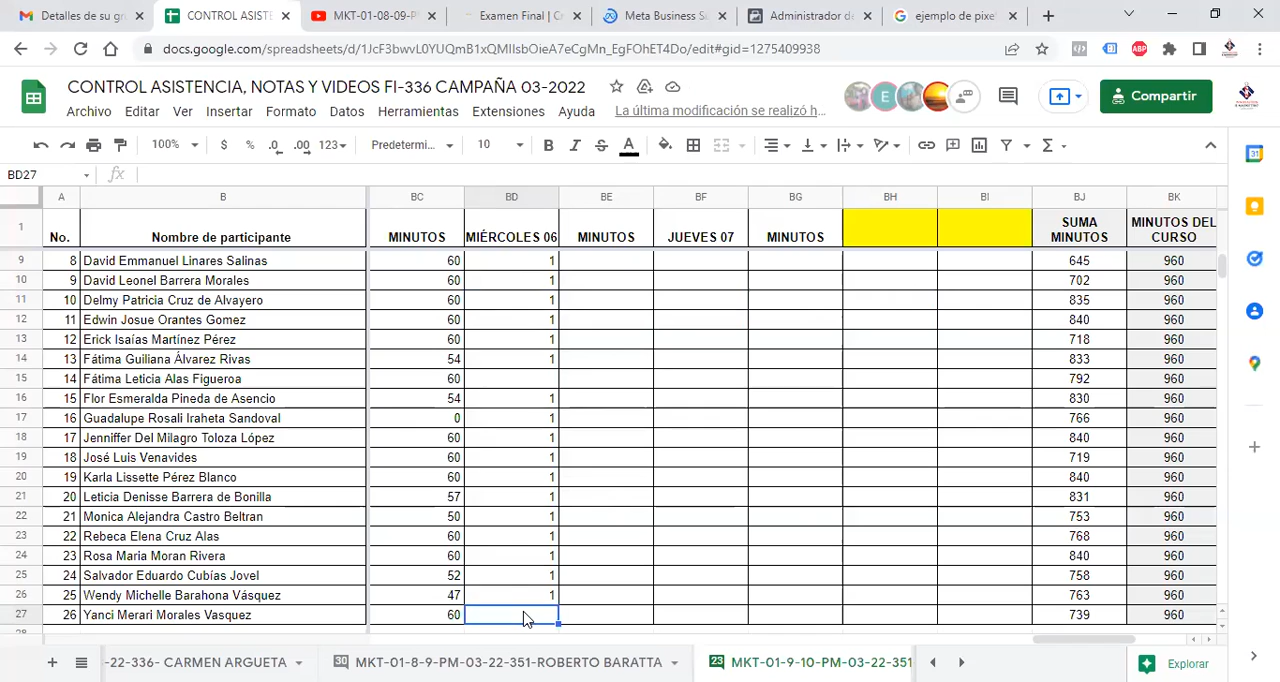 Detalles de su gr
CONTROL ASISTE
MKT-01-08-09-P
Examen Final | C
Meta Business S
Administrador de
ejemplo de pixe
docs.google.com/spreadsheets/d/1JcF3bwvL0YUQmB1xQMIlsbOieA7eCgMn_EgFOhET4Do/edit#gid=1275409938
CONTROL ASISTENCIA, NOTAS Y VIDEOS FI-336 CAMPAÑA 03-2022
E
Compartir
Archivo Editar Ver Insertar Formato Datos Herramientas Extensiones Ayuda La última modificación se realizó h...
100% $ % .0 .00 123 Predetermi... 10 B I S A
BD27 fx
A B BC BD BE BF BG BH BI BJ BK
1 No. Nombre de participante MINUTOS MIÉRCOLES 06 MINUTOS JUEVES 07 MINUTOS SUMA MINUTOS MINUTOS DEL CURSO
9 8 David Emmanuel Linares Salinas 60 1 645 960
10 9 David Leonel Barrera Morales 60 1 702 960
11 10 Delmy Patricia Cruz de Alvayero 60 1 835 960
12 11 Edwin Josue Orantes Gomez 60 1 840 960
13 12 Erick Isaías Martínez Pérez 60 1 718 960
14 13 Fátima Guiliana Álvarez Rivas 54 1 833 960
15 14 Fátima Leticia Alas Figueroa 60 792 960
16 15 Flor Esmeralda Pineda de Asencio 54 1 830 960
17 16 Guadalupe Rosali Iraheta Sandoval 0 1 766 960
18 17 Jenniffer Del Milagro Toloza López 60 1 840 960
19 18 José Luis Venavides 60 1 719 960
20 19 Karla Lissette Pérez Blanco 60 1 840 960
21 20 Leticia Denisse Barrera de Bonilla 57 1 831 960
22 21 Monica Alejandra Castro Beltran 50 1 753 960
23 22 Rebeca Elena Cruz Alas 60 1 768 960
24 23 Rosa Maria Moran Rivera 60 1 840 960
25 24 Salvador Eduardo Cubías Jovel 52 1 758 960
26 25 Wendy Michelle Barahona Vásquez 47 1 763 960
27 26 Yanci Merari Morales Vasquez 60 739 960
-22-336- CARMEN ARGUETA 30 MKT-01-8-9-PM-03-22-351-ROBERTO BARATTA 23 MKT-01-9-10-PM-03-22-351 Explorar